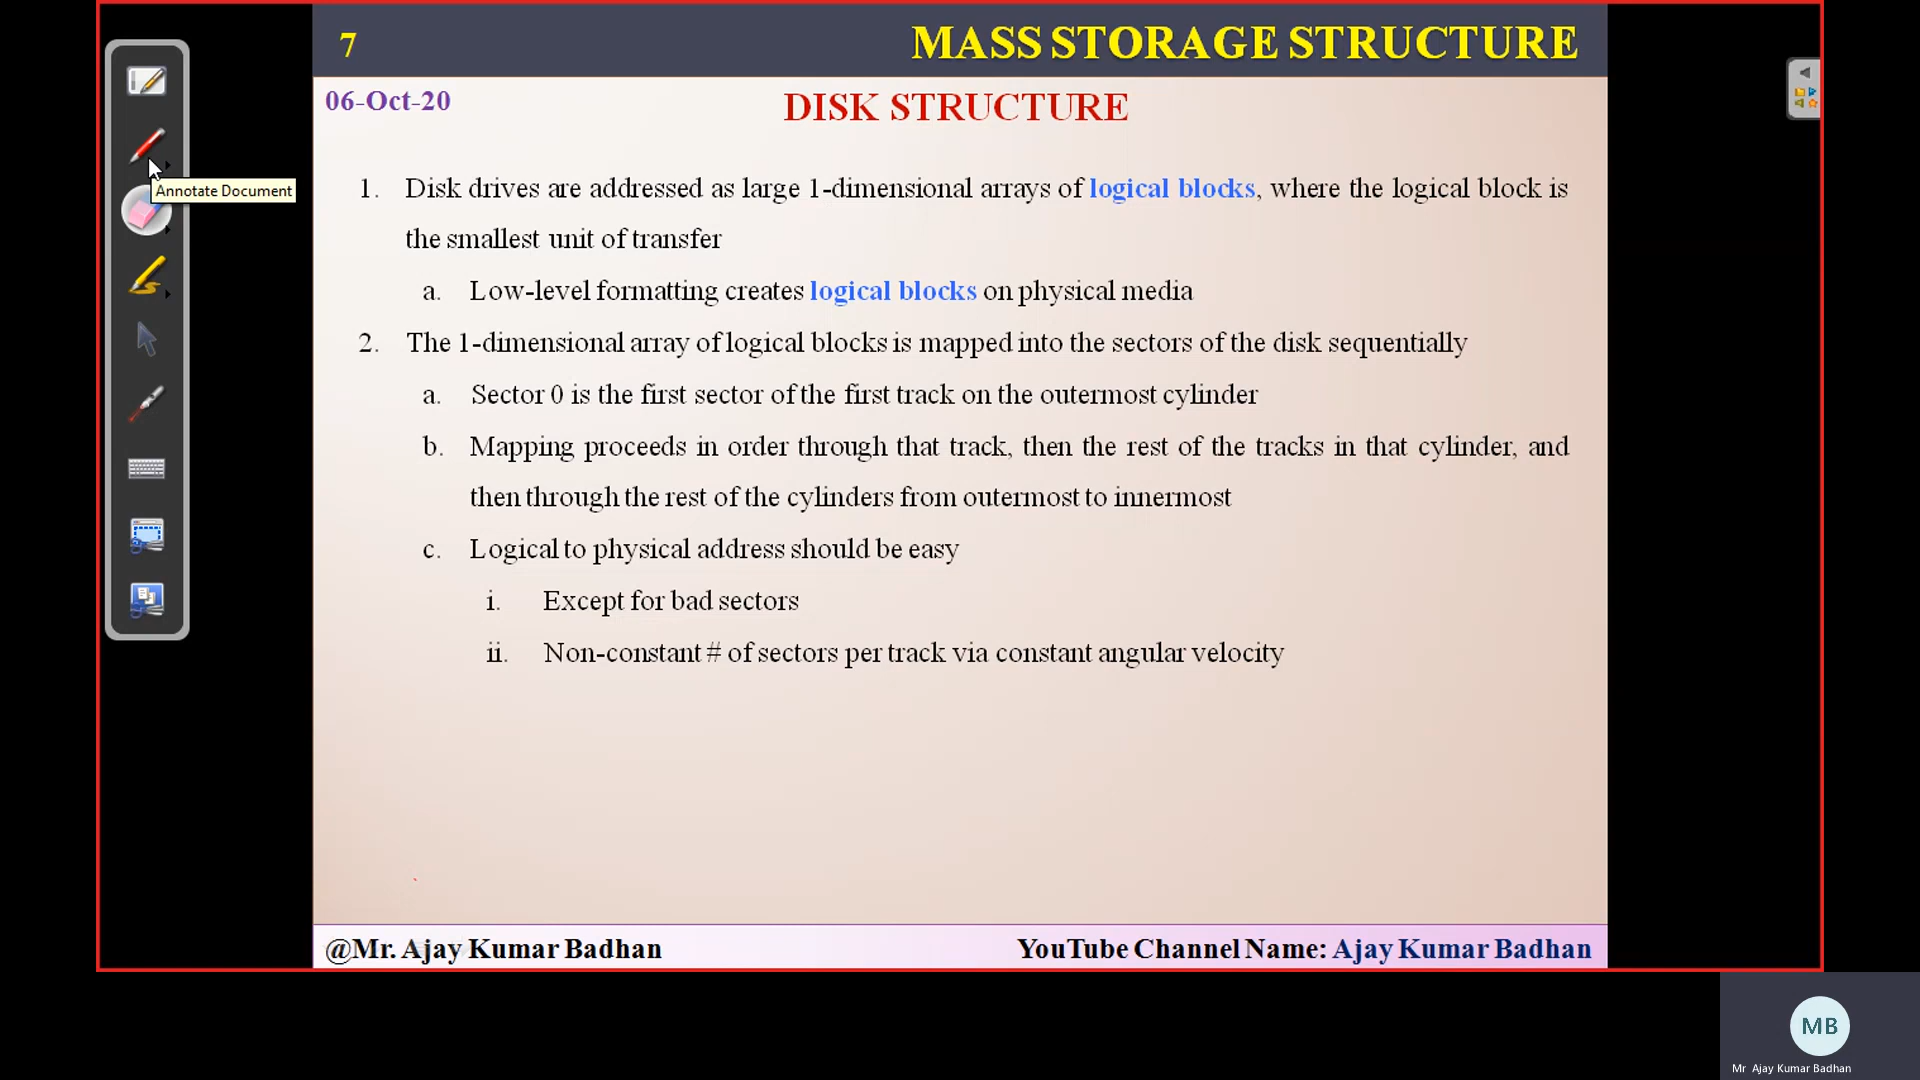 7
MASS STORAGE STRUCTURE
06-Oct-20
DISK STRUCTURE
Annotate Document
1. Disk drives are addressed as large 1-dimensional arrays of logical blocks, where the logical block is
the smallest unit of transfer
a. Low-level formatting creates logical blocks on physical media
2. The 1-dimensional array of logical blocks is mapped into the sectors of the disk sequentially
a. Sector 0 is the first sector of the first track on the outermost cylinder
b. Mapping proceeds in order through that track, then the rest of the tracks in that cylinder, and
then through the rest of the cylinders from outermost to innermost
c. Logical to physical address should be easy
i. Except for bad sectors
ii. Non-constant # of sectors per track via constant angular velocity
@Mr. Ajay Kumar Badhan
YouTube Channel Name: Ajay Kumar Badhan
MB
Mr Ajay Kumar Badhan